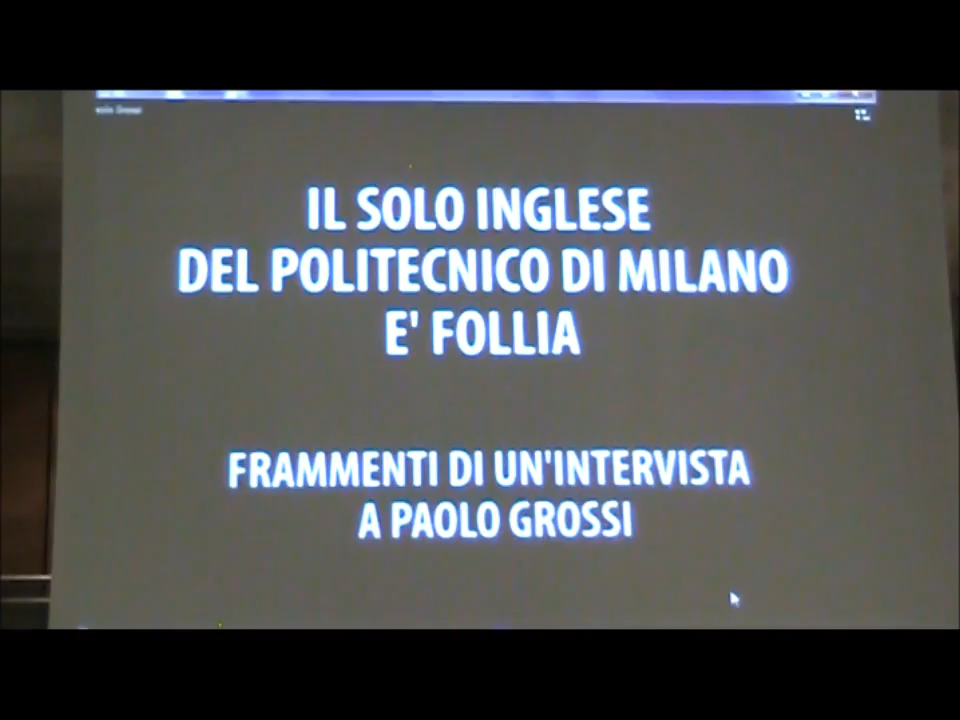 IL SOLO INGLESE
DEL POLITECNICO DI MILANO
E' FOLLIA
FRAMMENTI DI UN'INTERVISTA
A PAOLO GROSSI